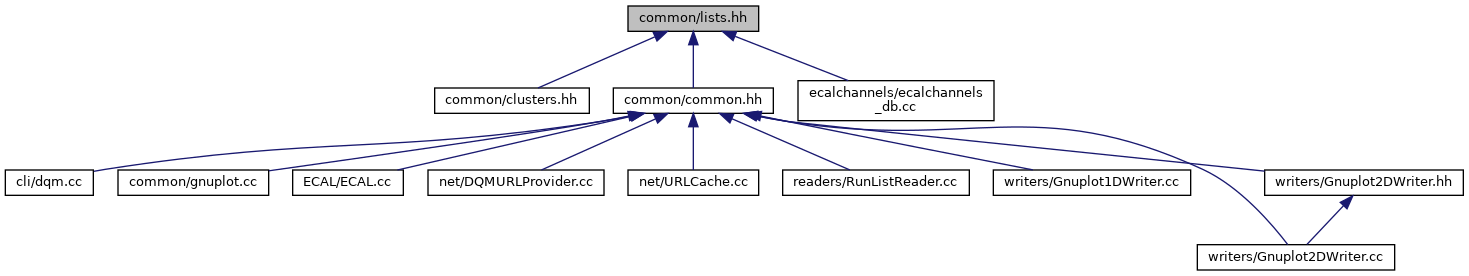 common/lists.hh
common/clusters.hh
common/common.hh
ecalchannels/ecalchannels
_db.cc
cli/dqm.cc
common/gnuplot.cc
ECAL/ECAL.cc
net/DQMURLProvider.cc
net/URLCache.cc
readers/RunListReader.cc
writers/Gnuplot1DWriter.cc
writers/Gnuplot2DWriter.hh
writers/Gnuplot2DWriter.cc